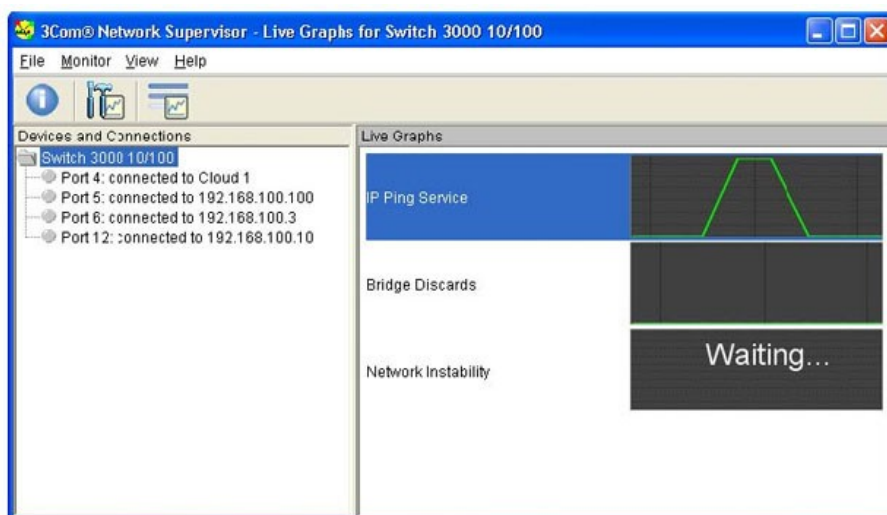 3Com® Network Supervisor - Live Graphs for Switch 3000 10/100
File Monitor View Help
Devices and Connections
Switch 3000 10/100
Port 4: connected to Cloud 1
Port 5: connected to 192.168.100.100
Port 6: connected to 192.168.100.3
Port 12: connected to 192.168.100.10
Live Graphs
IP Ping Service
Bridge Discards
Network Instability
Waiting...